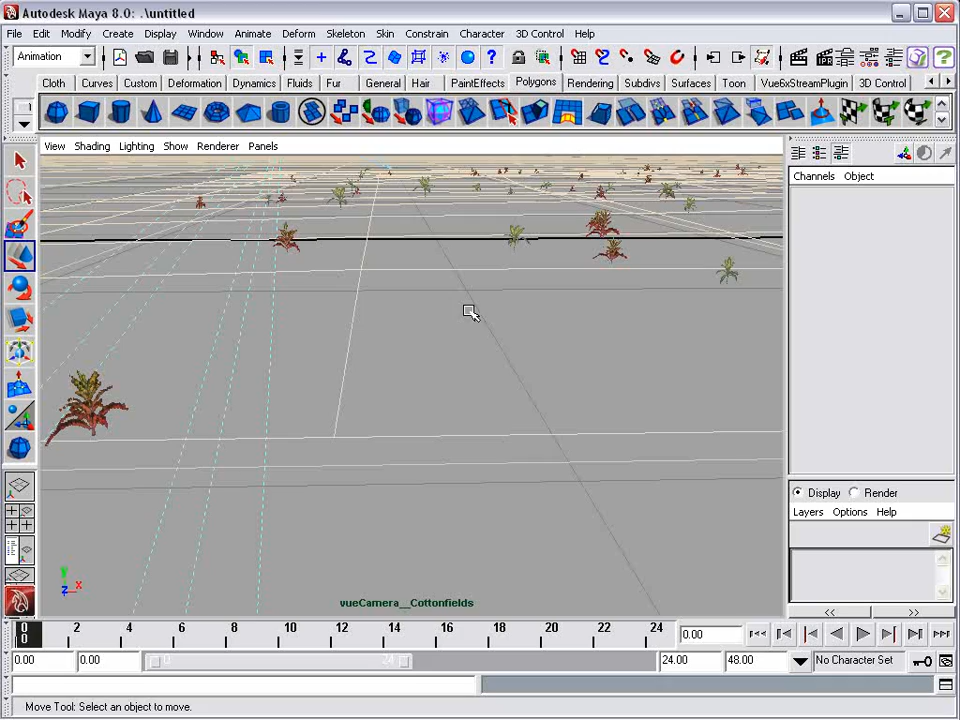 Autodesk Maya 8.0: .\untitled
File Edit Modify Create Display Window Animate Deform Skeleton Skin Constrain Character 3D Control Help
Animation
Cloth Curves Custom Deformation Dynamics Fluids Fur General Hair PaintEffects Polygons Rendering Subdivs Surfaces Toon Vue6xStreamPlugin 3D Control
View Shading Lighting Show Renderer Panels
Channels Object
Display Render
Layers Options Help
y
x
z
vueCamera__Cottonfields
<< >>
0 2 4 6 8 10 12 14 16 18 20 22 24 0.00
0
0.00 0.00 0 24 24.00 48.00 No Character Set
Move Tool: Select an object to move.